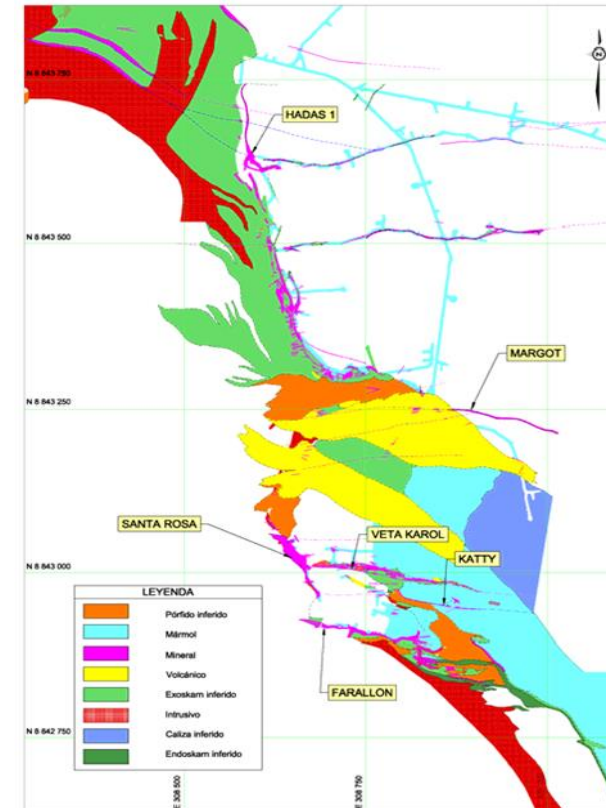 N 8 843 750
HADAS 1
N 8 843 500
MARGOT
N 8 843 250
SANTA ROSA
VETA KAROL
KATTY
N 8 843 000
LEYENDA
Pórfido inferido
Mármol
Mineral
Volcánico
Exoskarn inferido
Intrusivo
Caliza inferido
Endoskarn inferido
FARALLON
N 8 842 750
E 308 500
E 308 750